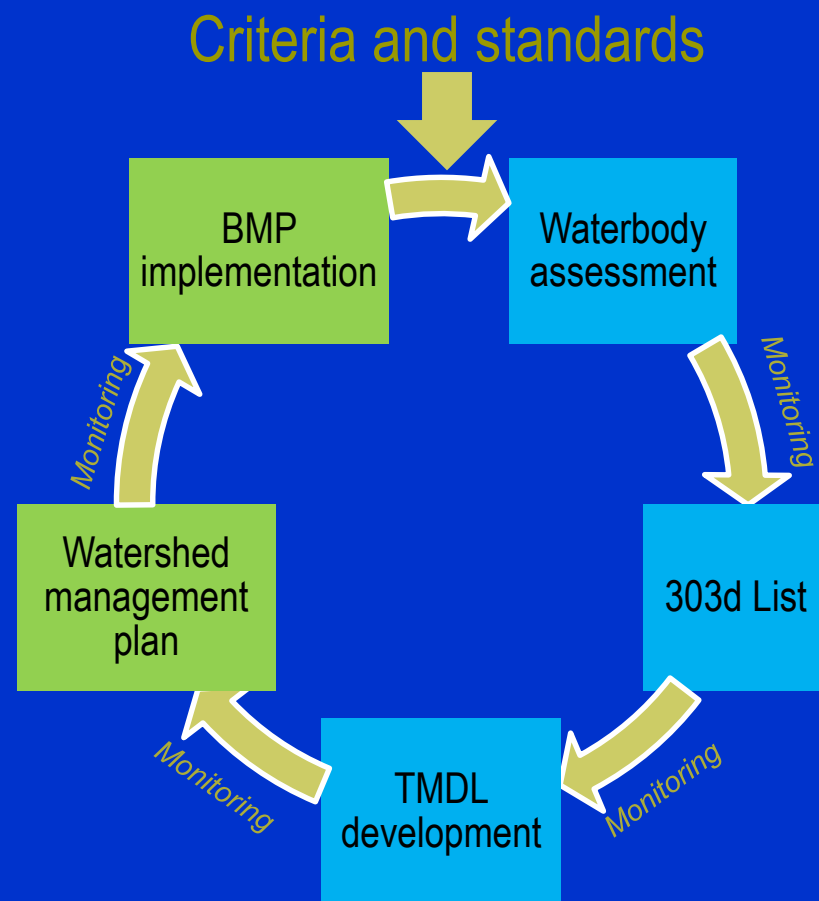 Criteria and standards
BMP
implementation
Waterbody
assessment
Monitoring
303d List
Monitoring
TMDL
development
Monitoring
Watershed
management
plan
Monitoring